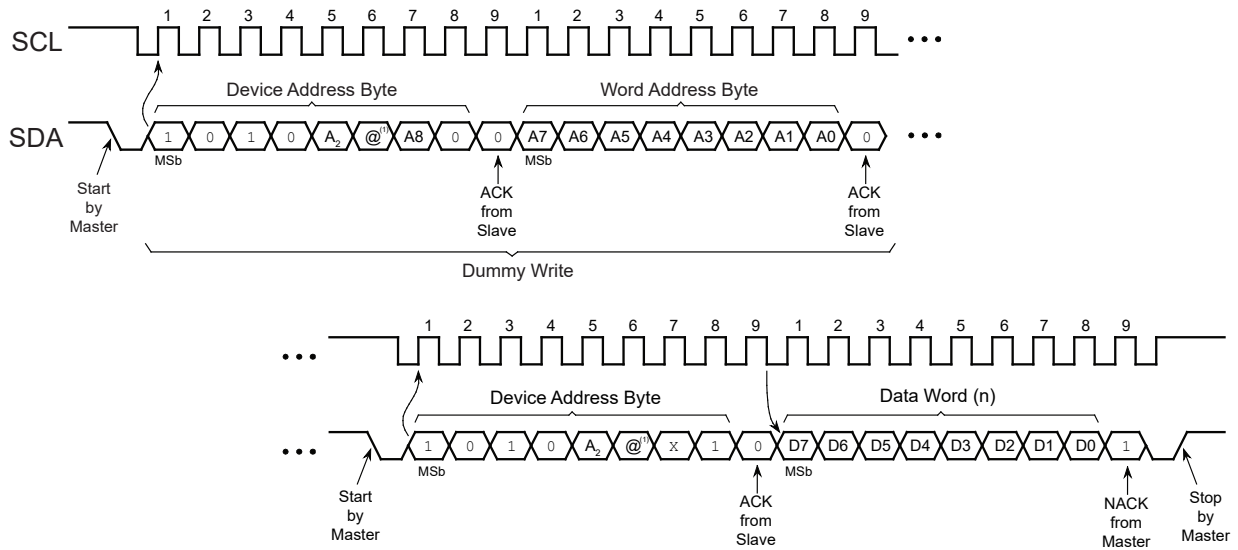 1 2 3 4 5 6 7 8 9 1 2 3 4 5 6 7 8 9
SCL
Device Address Byte Word Address Byte
SDA 1 0 1 0 A2 @(1) A8 0 0 A7 A6 A5 A4 A3 A2 A1 A0 0
MSb MSb
Start by Master
ACK from Slave
ACK from Slave
Dummy Write
1 2 3 4 5 6 7 8 9 1 2 3 4 5 6 7 8 9
Device Address Byte Data Word (n)
1 0 1 0 A2 @(1) X 1 0 D7 D6 D5 D4 D3 D2 D1 D0 1
MSb MSb
Start by Master
ACK from Slave
NACK from Master
Stop by Master